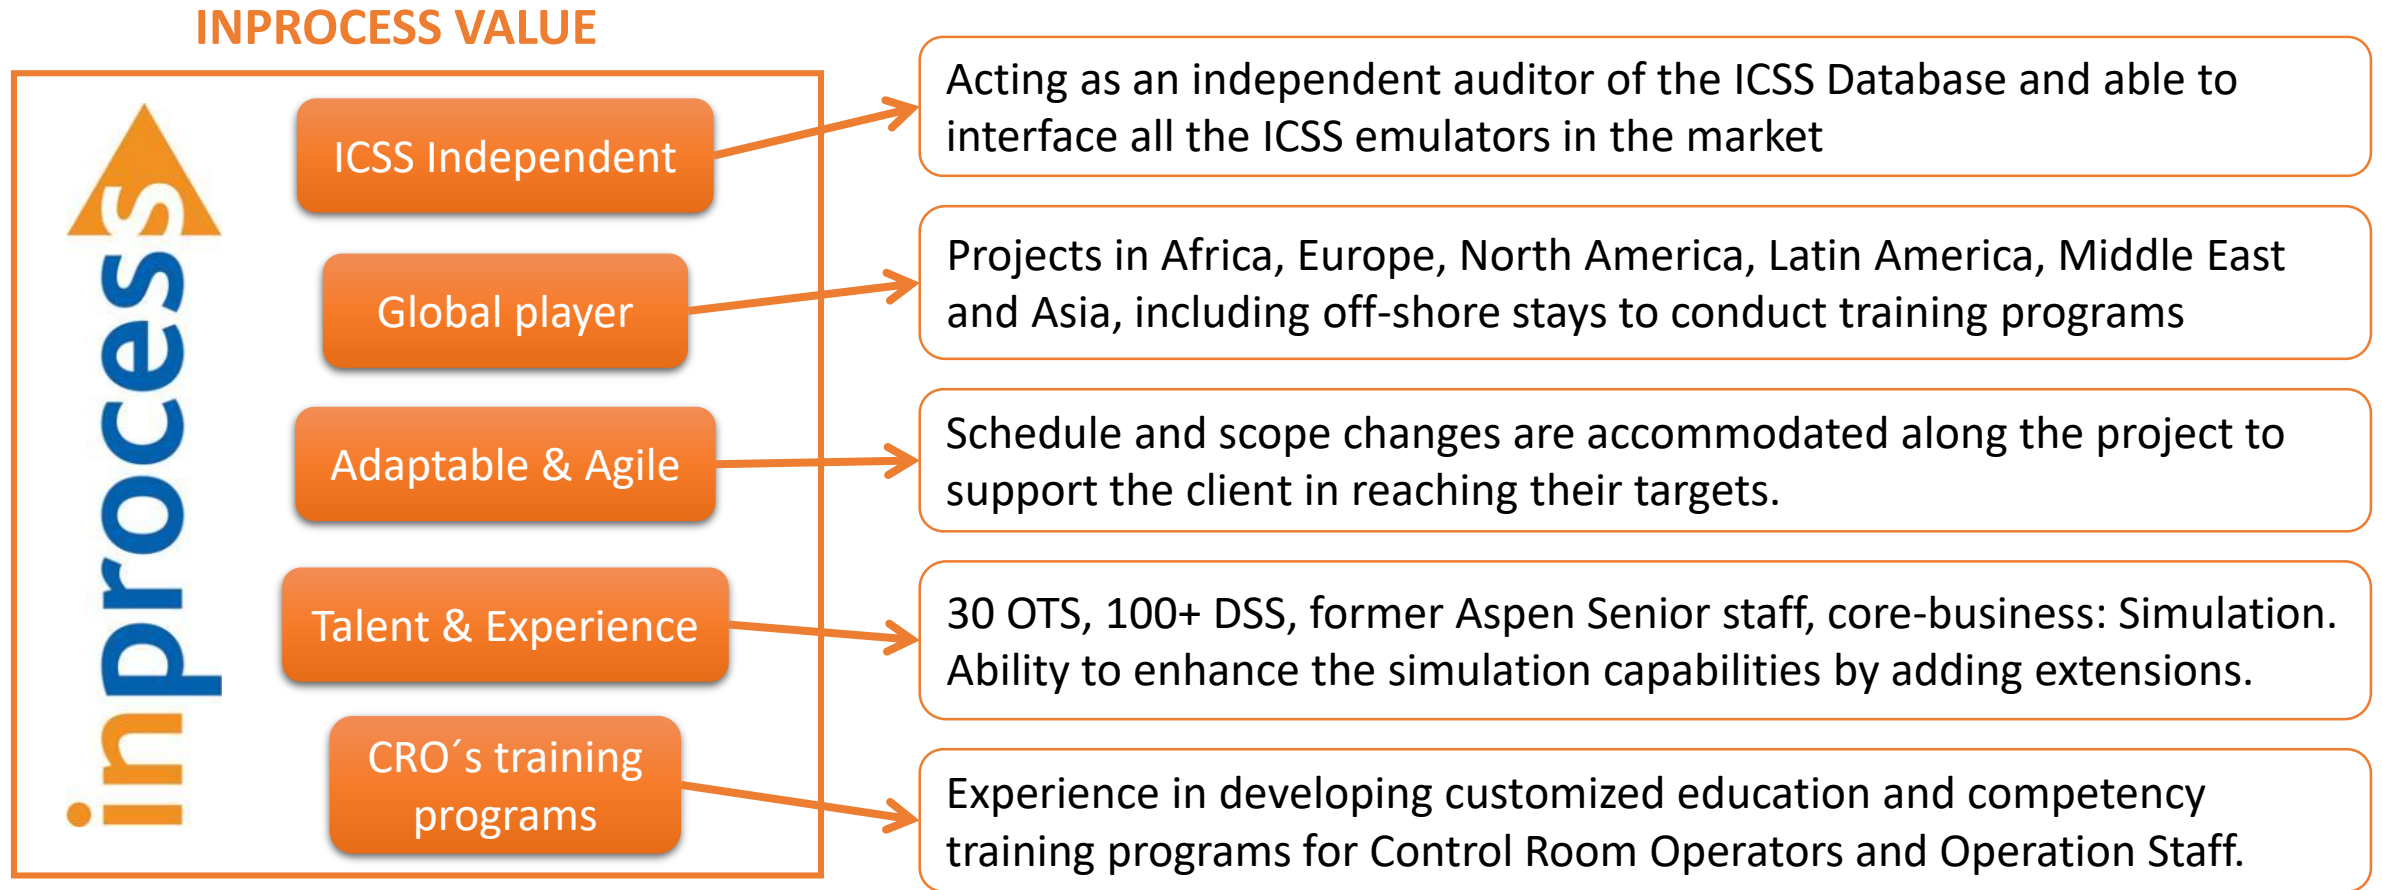 INPROCESS VALUE
inprocess
ICSS Independent
Acting as an independent auditor of the ICSS Database and able to
interface all the ICSS emulators in the market
Global player
Projects in Africa, Europe, North America, Latin America, Middle East
and Asia, including off-shore stays to conduct training programs
Adaptable & Agile
Schedule and scope changes are accommodated along the project to
support the client in reaching their targets.
Talent & Experience
30 OTS, 100+ DSS, former Aspen Senior staff, core-business: Simulation.
Ability to enhance the simulation capabilities by adding extensions.
CRO´s training
programs
Experience in developing customized education and competency
training programs for Control Room Operators and Operation Staff.